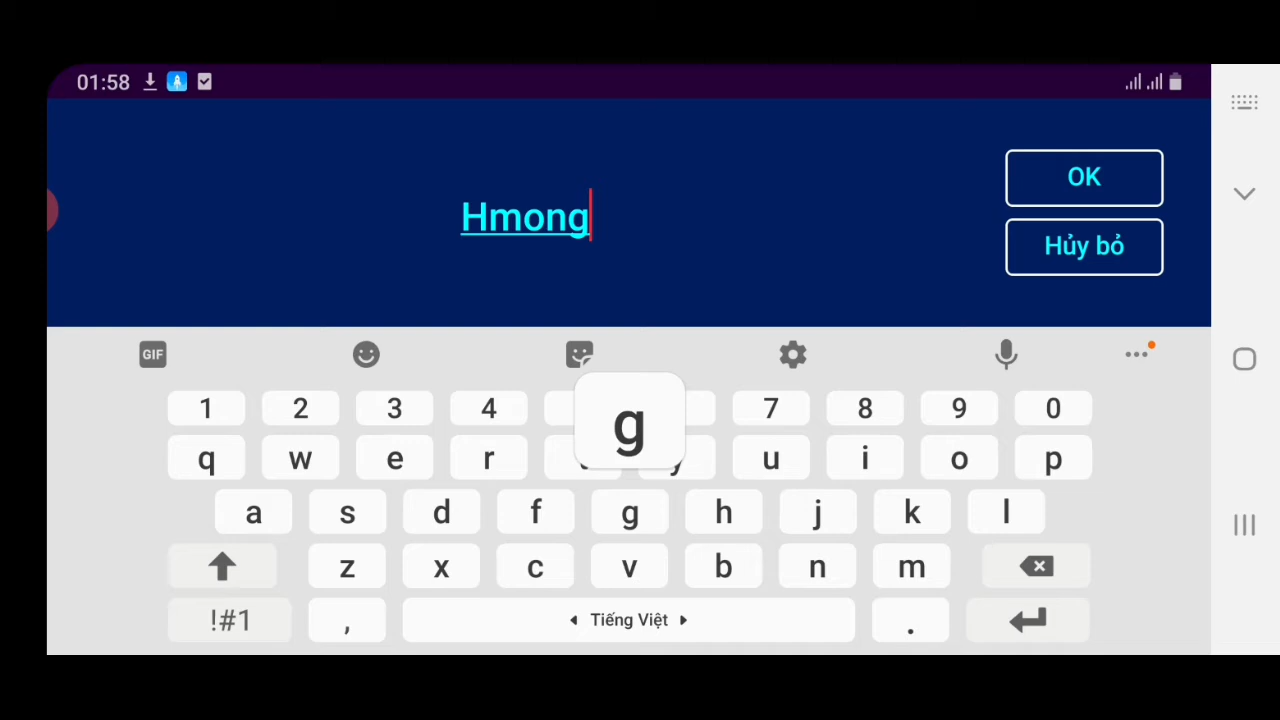 01:58
OK
Hmong
Hủy bỏ
GIF
1 2 3 4 7 8 9 0
g
q w e r y u i o p
a s d f g h j k l
z x c v b n m
!#1 , Tiếng Việt .